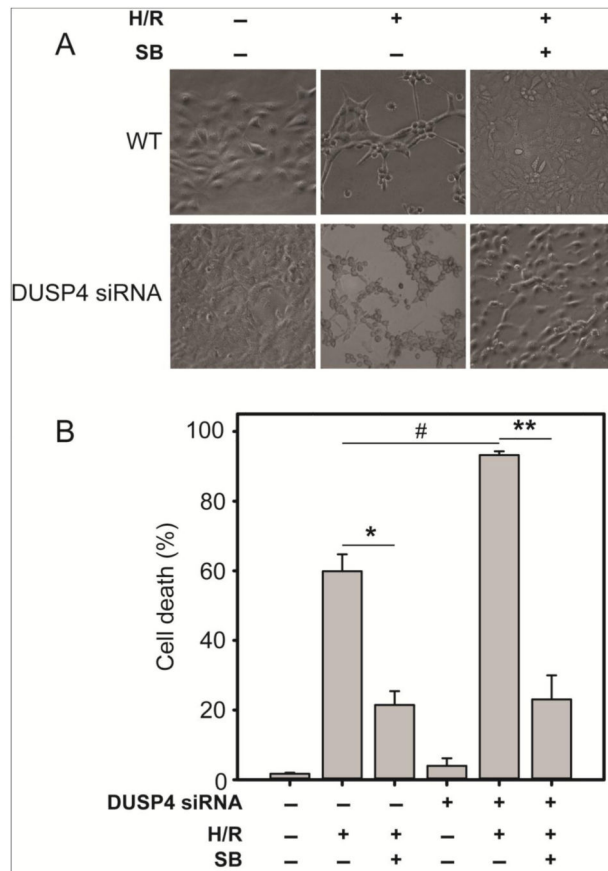 H/R – + +
A
SB – – +
WT
DUSP4 siRNA
B
# **
*
Cell death (%)
100
80
60
40
20
0
DUSP4 siRNA – – – + + +
H/R – + + – + +
SB – – + – – +